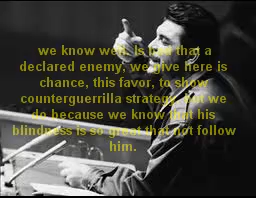 we know well. Is bad that a
declared enemy, we give here is
chance, this favor, to show
counterguerrilla strategy. But we
do because we know that his
blindness is so great that not follow
him.